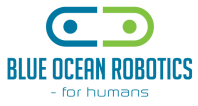 BLUE OCEAN ROBOTICS
- for humans